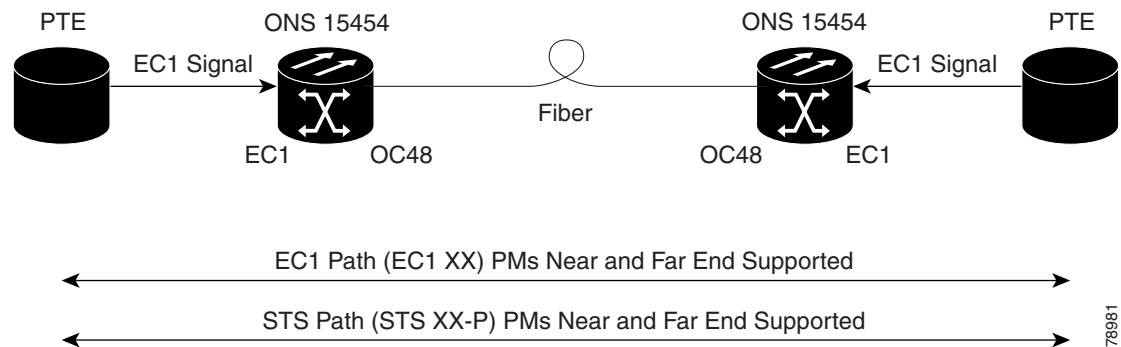 PTE
ONS 15454
ONS 15454
PTE
EC1 Signal
EC1 Signal
Fiber
EC1
OC48
OC48
EC1
EC1 Path (EC1 XX) PMs Near and Far End Supported
STS Path (STS XX-P) PMs Near and Far End Supported
78981